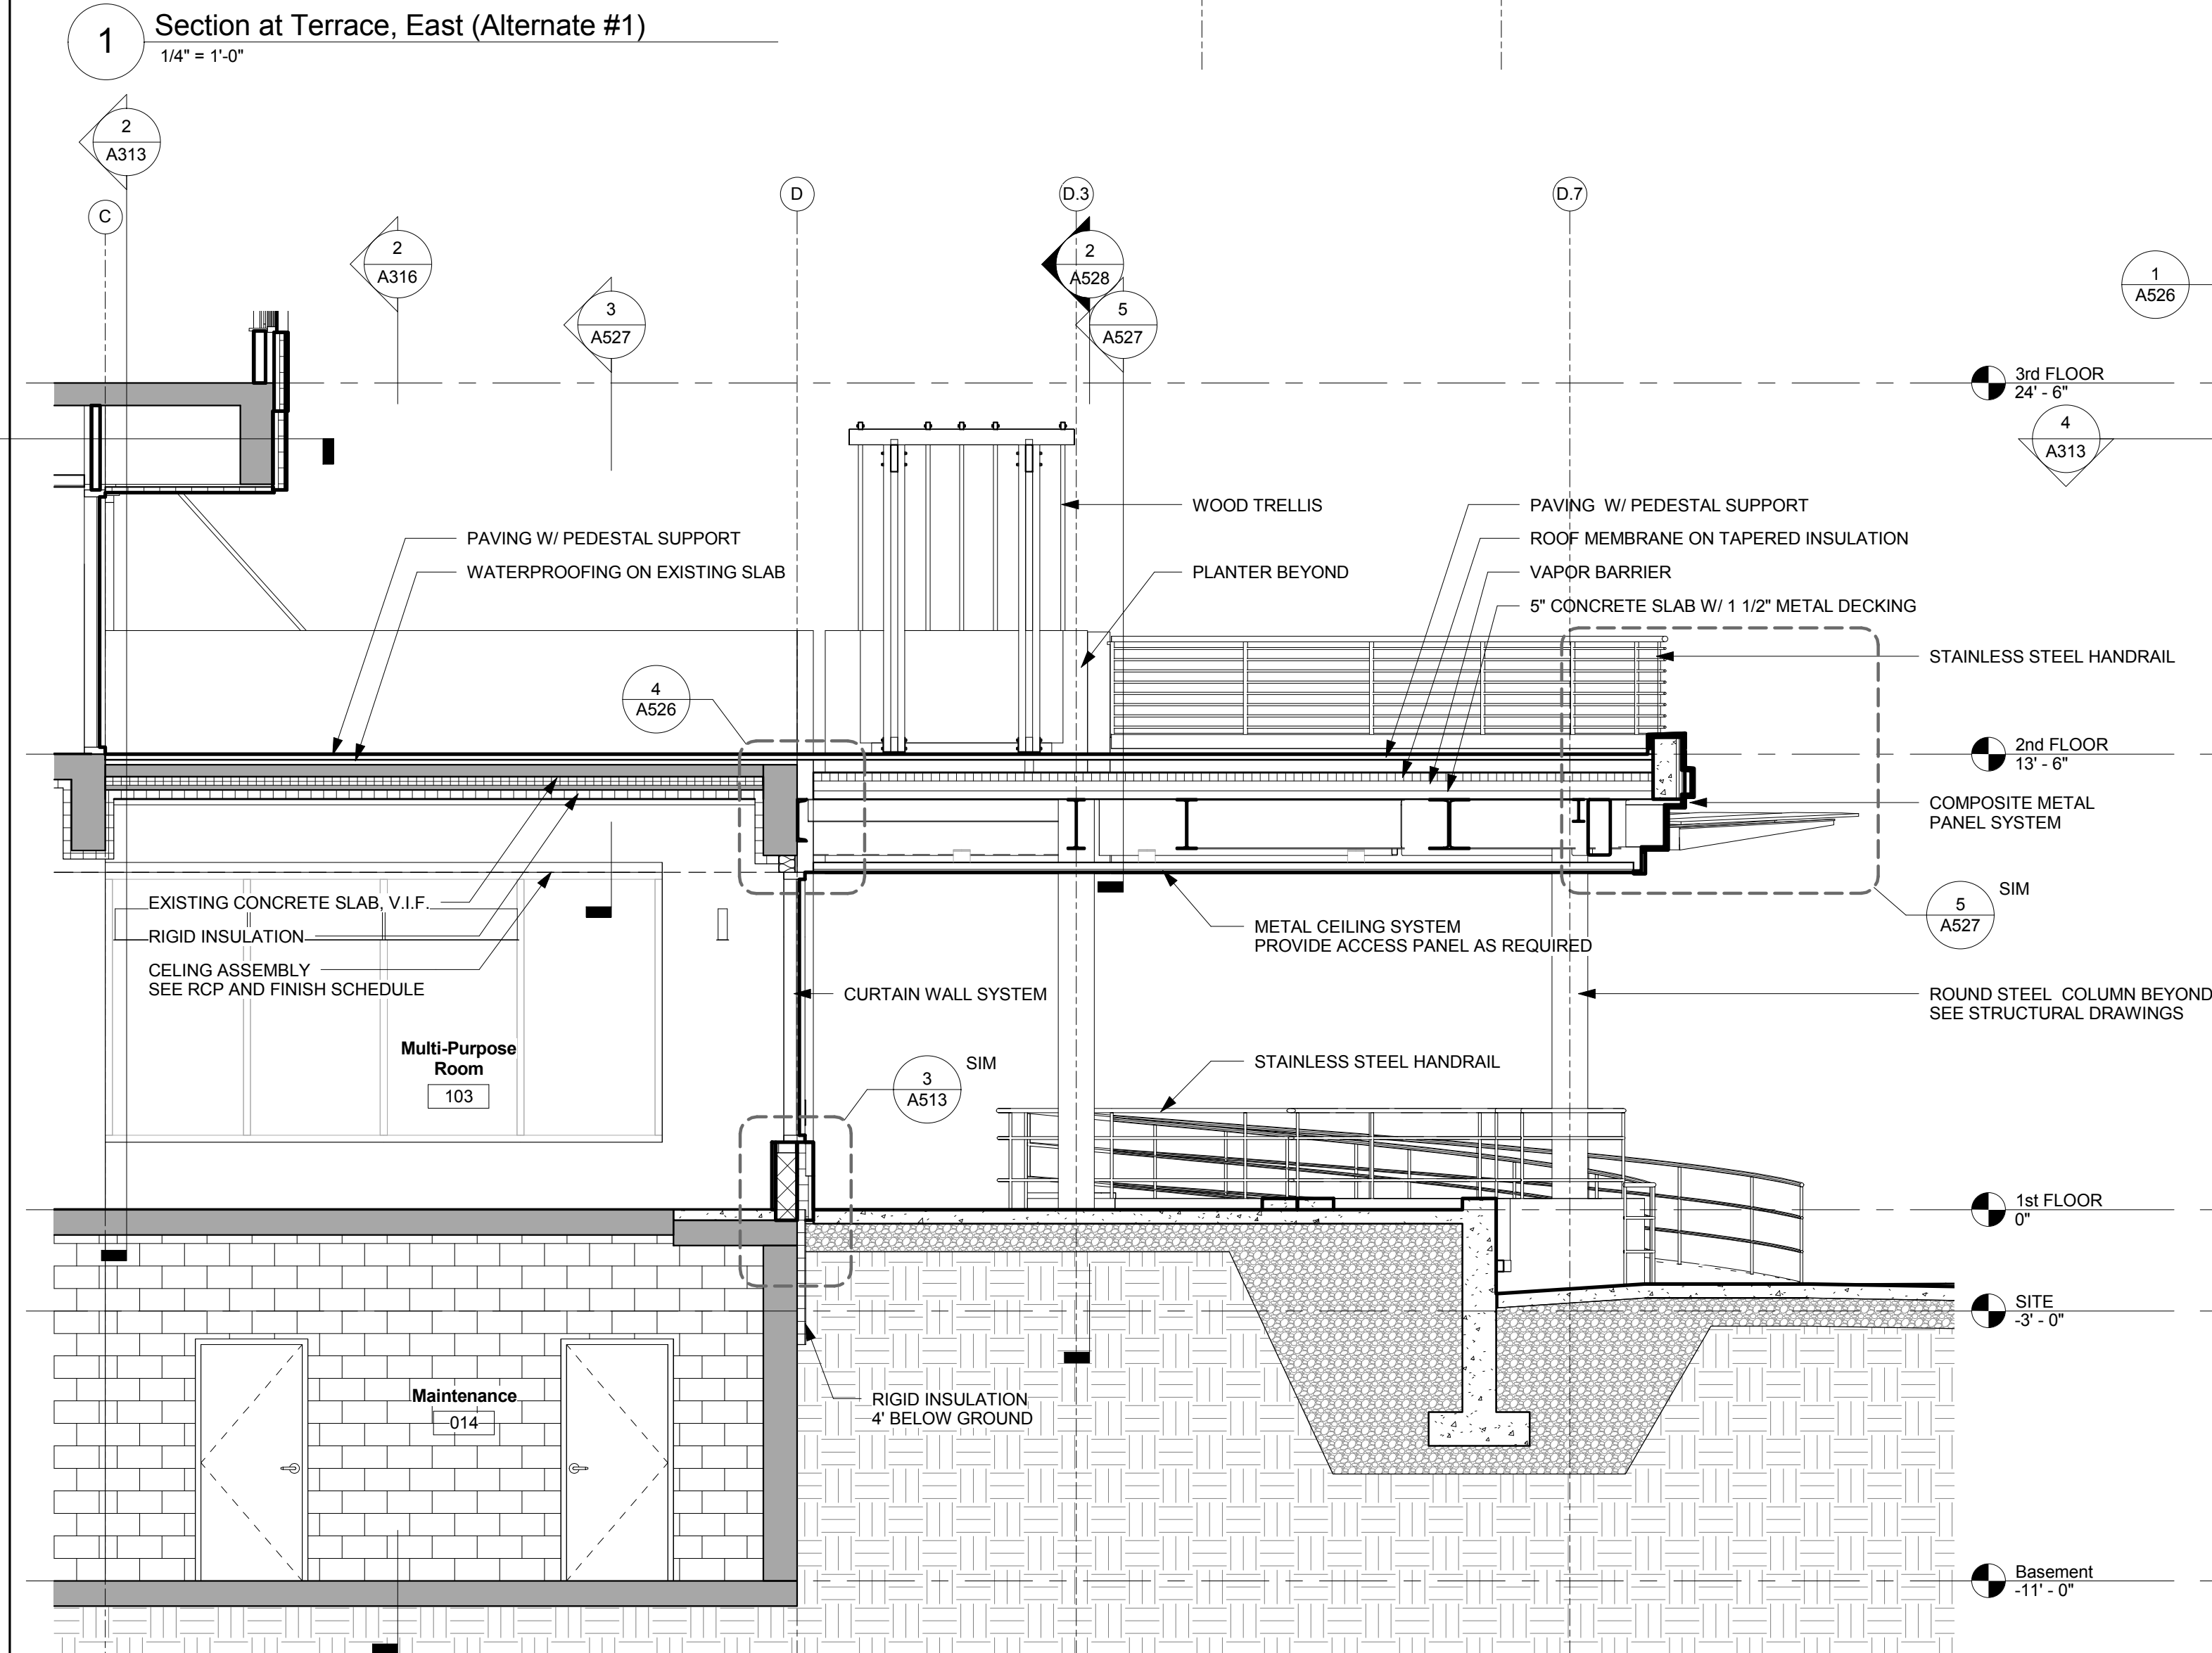 1
Section at Terrace, East (Alternate #1)
1/4" = 1'-0"
2
A313
C
2
A316
3
A527
D
D.3
2
A528
5
A527
D.7
1
A526
3rd FLOOR
24' - 6"
4
A313
WOOD TRELLIS
PLANTER BEYOND
PAVING W/ PEDESTAL SUPPORT
WATERPROOFING ON EXISTING SLAB
PAVING W/ PEDESTAL SUPPORT
ROOF MEMBRANE ON TAPERED INSULATION
VAPOR BARRIER
5" CONCRETE SLAB W/ 1 1/2" METAL DECKING
STAINLESS STEEL HANDRAIL
4
A526
2nd FLOOR
13' - 6"
COMPOSITE METAL
PANEL SYSTEM
EXISTING CONCRETE SLAB, V.I.F.
RIGID INSULATION
CELING ASSEMBLY
SEE RCP AND FINISH SCHEDULE
METAL CEILING SYSTEM
PROVIDE ACCESS PANEL AS REQUIRED
5
A527
SIM
CURTAIN WALL SYSTEM
ROUND STEEL COLUMN BEYOND
SEE STRUCTURAL DRAWINGS
Multi-Purpose
Room
103
3
A513
SIM
STAINLESS STEEL HANDRAIL
1st FLOOR
0"
SITE
-3' - 0"
Maintenance
014
RIGID INSULATION
4' BELOW GROUND
Basement
-11' - 0"